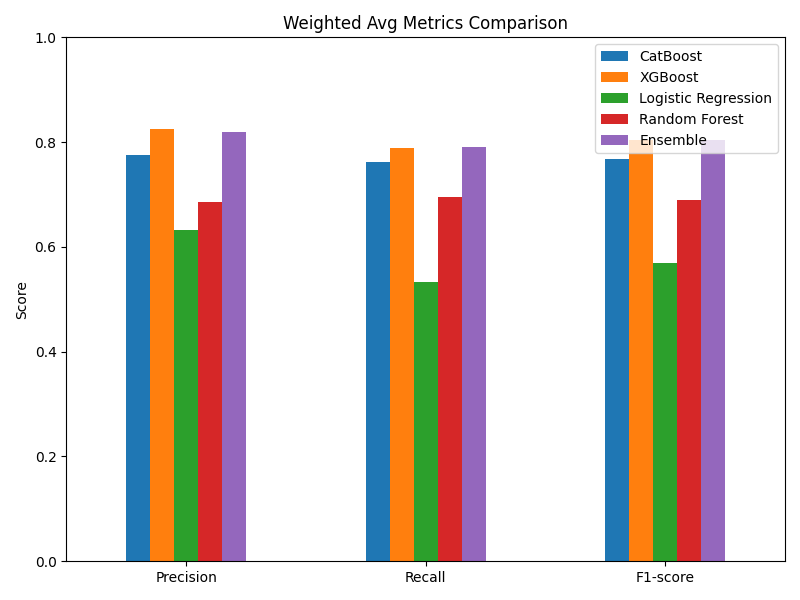 Weighted Avg Metrics Comparison
1.0
0.8
0.6
0.4
0.2
0.0
Score
CatBoost
XGBoost
Logistic Regression
Random Forest
Ensemble
Precision
Recall
F1-score